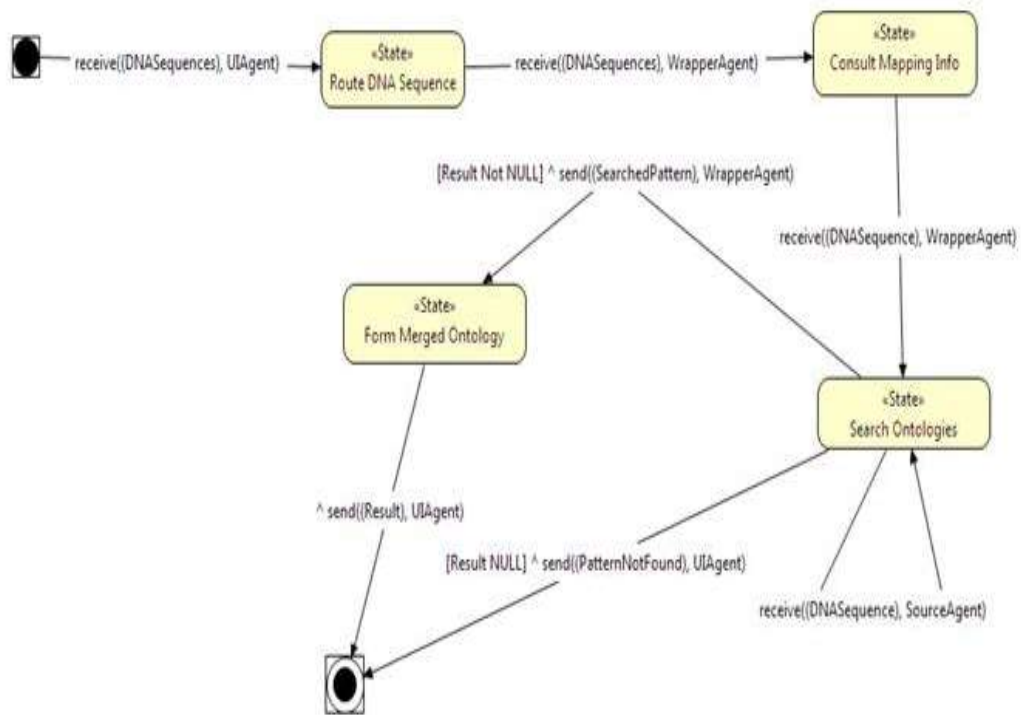 «State»
Route DNA Sequence
«State»
Consult Mapping Info
receive((DNASequences), UIAgent)
receive((DNASequences), WrapperAgent)
[Result Not NULL] ^ send((SearchedPattern), WrapperAgent)
receive((DNASequence), WrapperAgent)
«State»
Form Merged Ontology
«State»
Search Ontologies
^ send((Result), UIAgent)
[Result NULL] ^ send((PatternNotFound), UIAgent)
receive((DNASequence), SourceAgent)